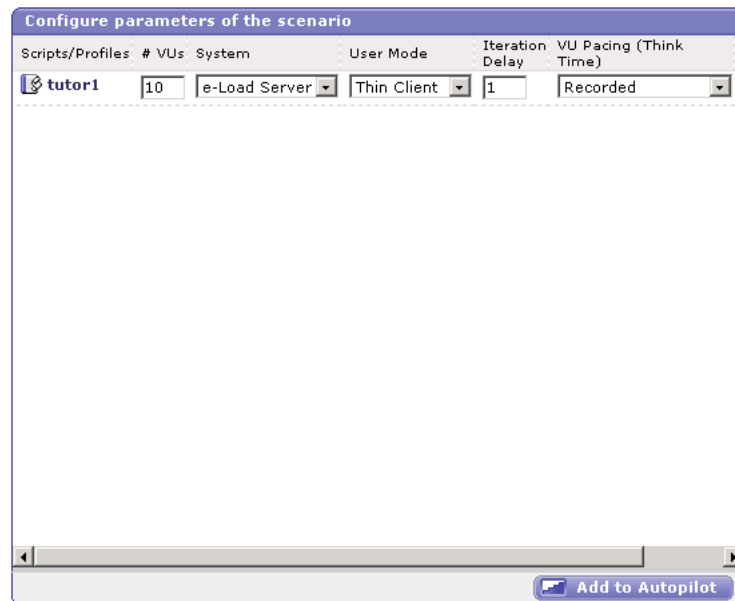 Configure parameters of the scenario
Scripts/Profiles # VUs System User Mode Iteration Delay VU Pacing (Think Time)
tutor1 10 e-Load Server Thin Client 1 Recorded
Add to Autopilot